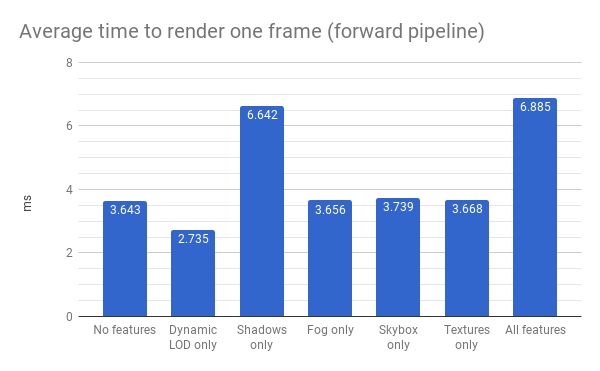 Average time to render one frame (forward pipeline)
8
6
4
2
0
ms
3.643
2.735
6.642
3.656
3.739
3.668
6.885
No features
Dynamic
LOD only
Shadows
only
Fog only
Skybox
only
Textures
only
All features